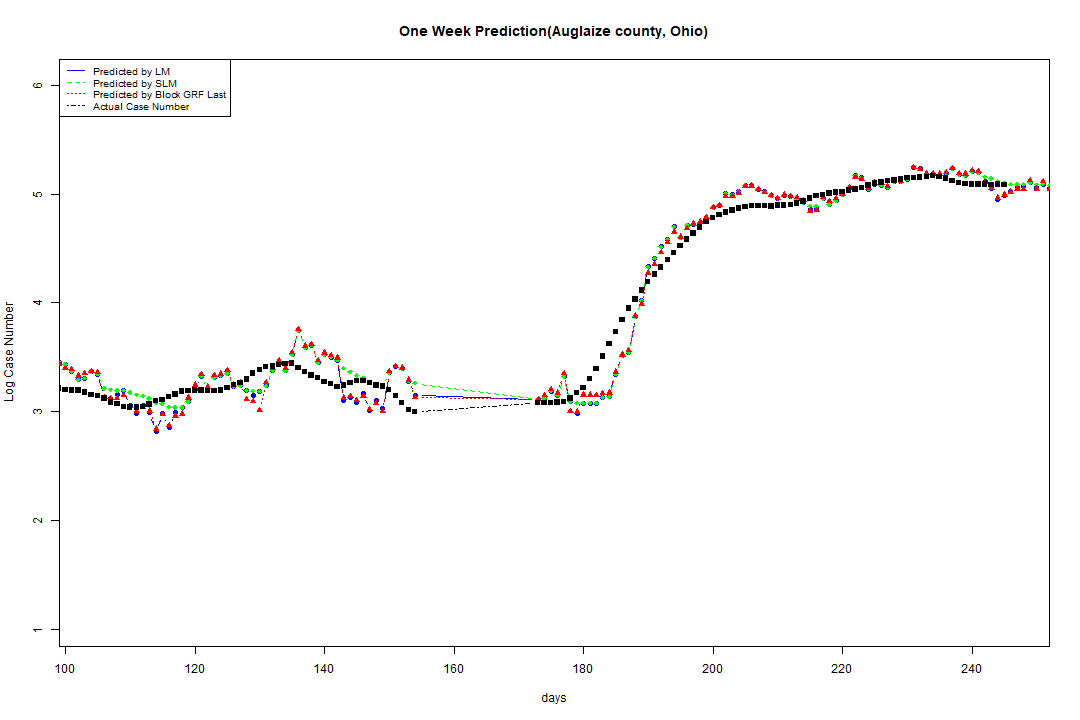 One Week Prediction(Auglaize county, Ohio)
Predicted by LM
Predicted by SLM
Predicted by Block GRF Last
Actual Case Number
6
5
4
3
2
1
Log Case Number
100 120 140 160 180 200 220 240
days